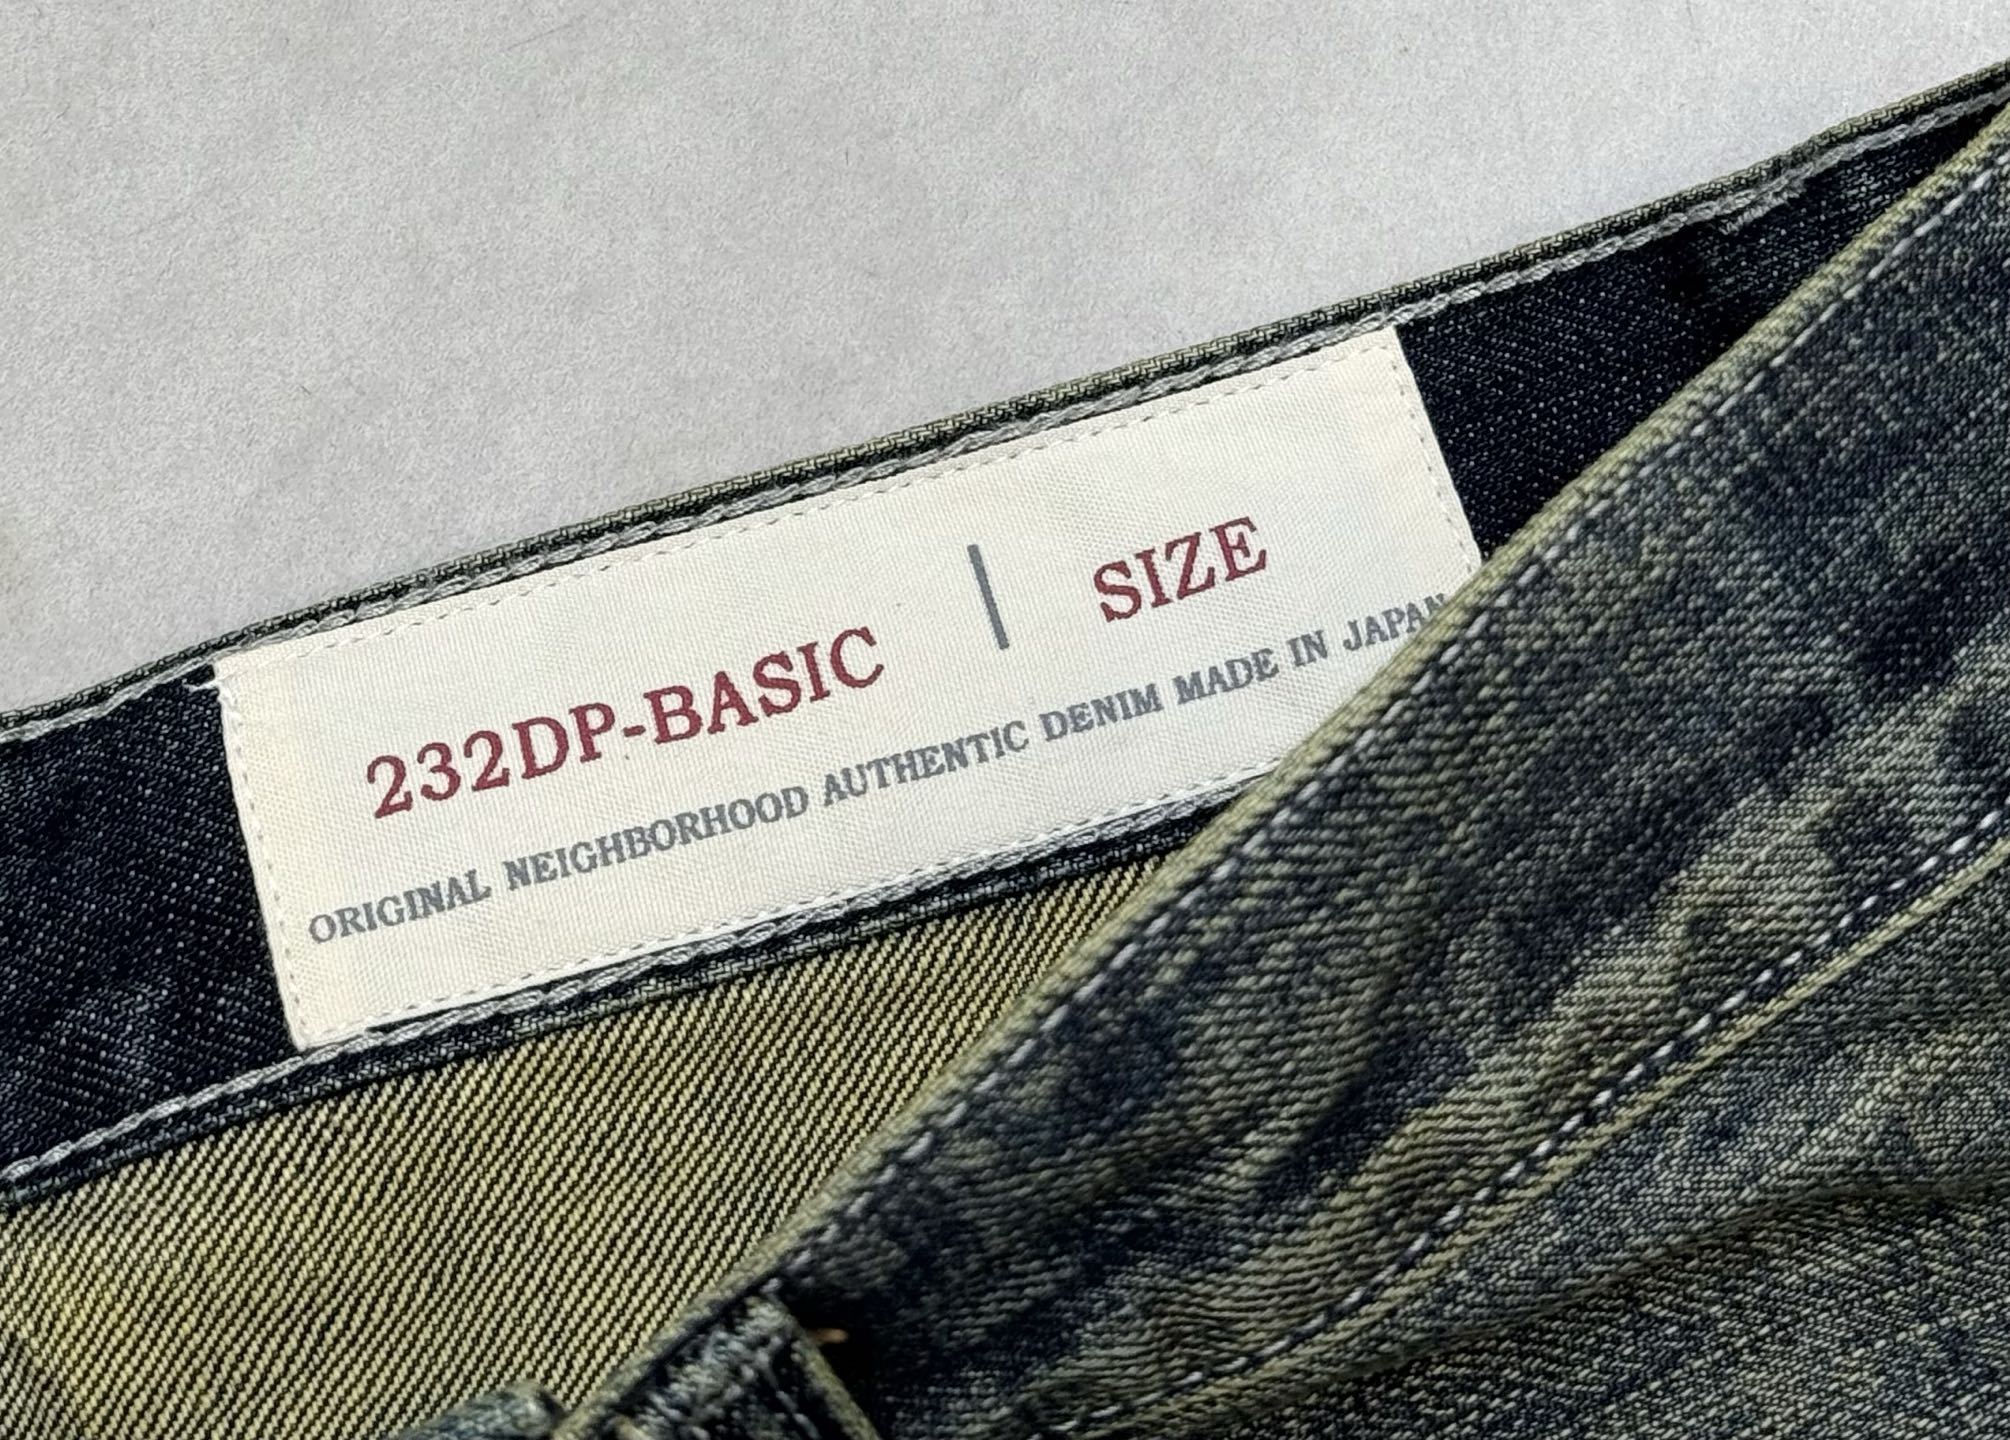 232DP-BASIC | SIZE
ORIGINAL NEIGHBORHOOD AUTHENTIC DENIM MADE IN JAPAN